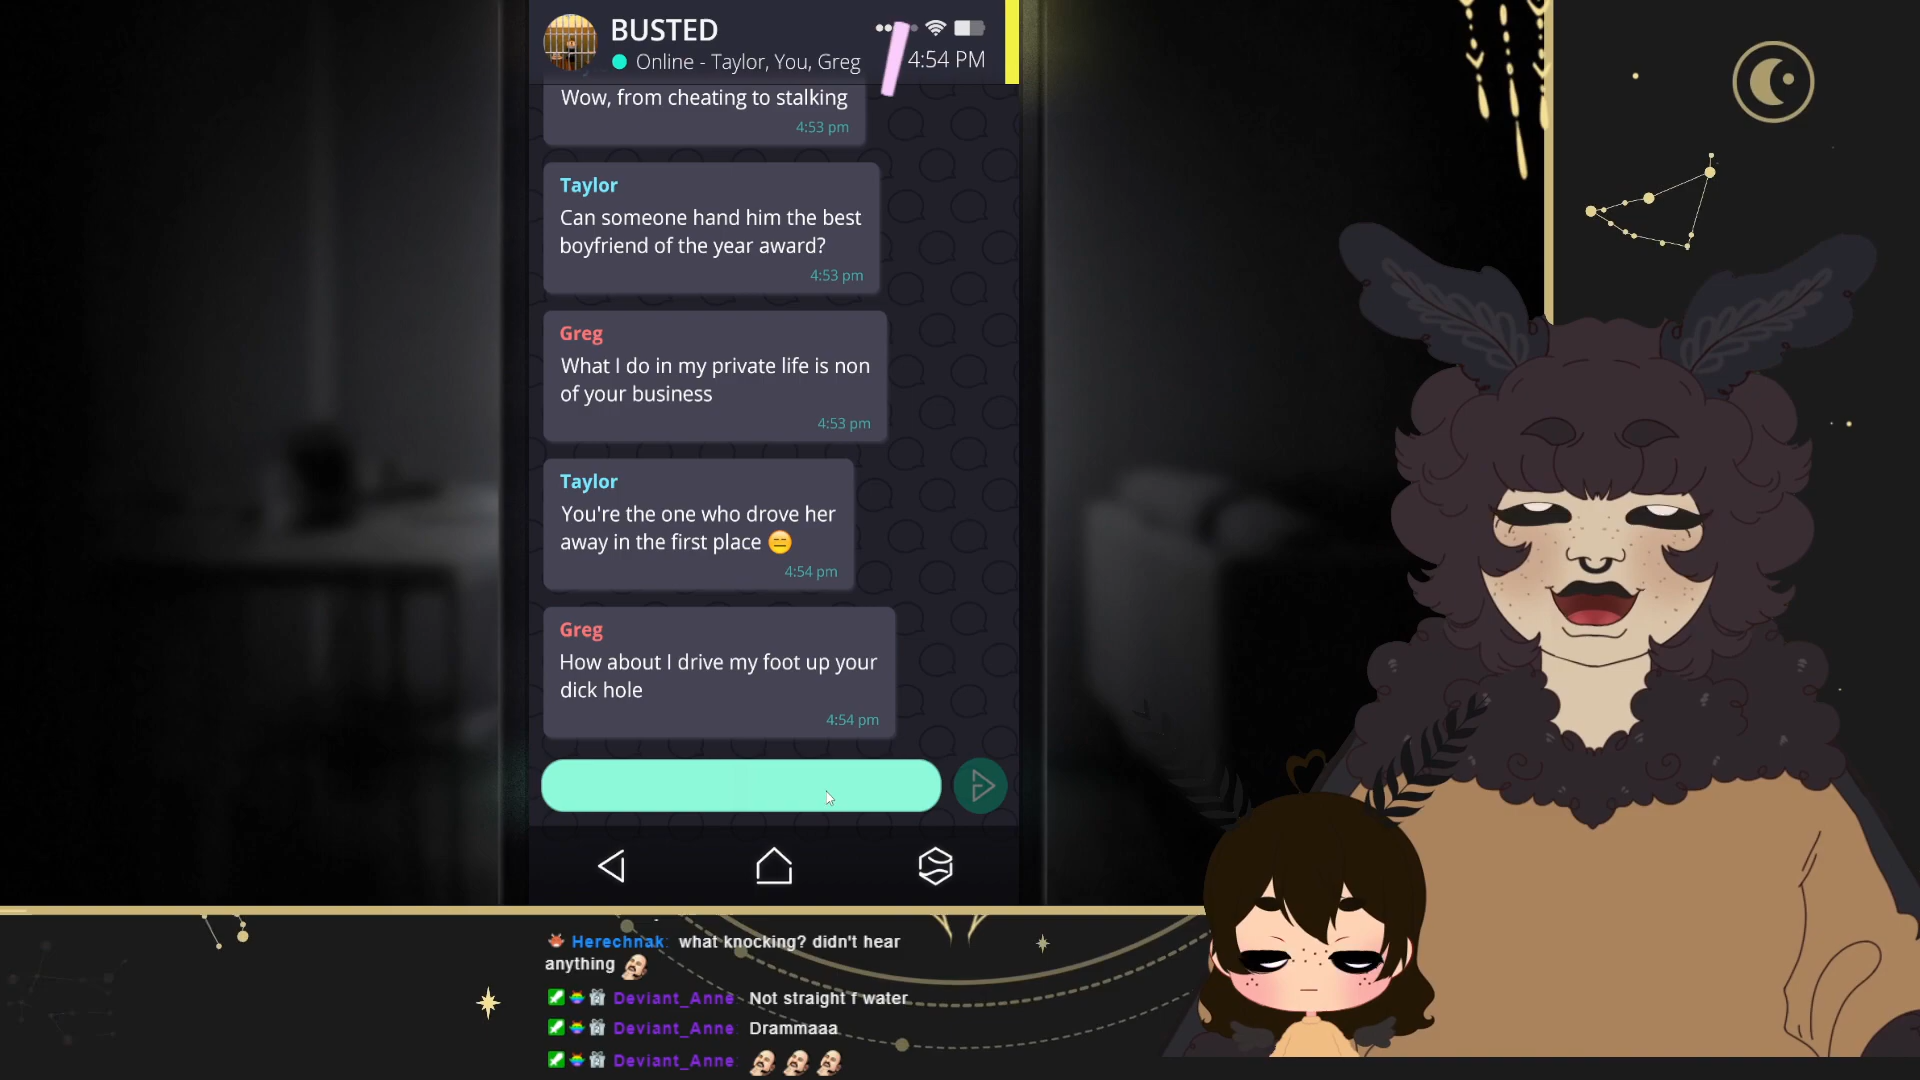 BUSTED
Online - Taylor, You, Greg
4:54 PM
Wow, from cheating to stalking
4:53 pm
Taylor
Can someone hand him the best
boyfriend of the year award?
4:53 pm
Greg
What I do in my private life is non
of your business
4:53 pm
Taylor
You're the one who drove her
away in the first place 😑
4:54 pm
Greg
How about I drive my foot up your
dick hole
4:54 pm
Herechnak: what knocking? didn't hear
anything
Deviant_Anne: Not straight f water
Deviant_Anne: Drammaaa
Deviant_Anne: